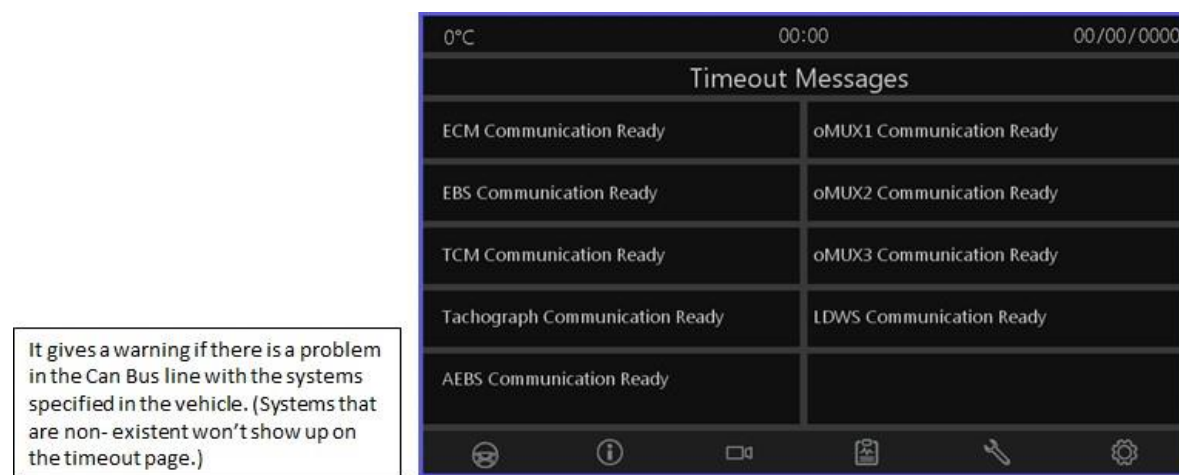 0°C 00:00 00/00/0000
Timeout Messages
ECM Communication Ready oMUX1 Communication Ready
EBS Communication Ready oMUX2 Communication Ready
TCM Communication Ready oMUX3 Communication Ready
Tachograph Communication Ready LDWS Communication Ready
AEBS Communication Ready
It gives a warning if there is a problem
in the Can Bus line with the systems
specified in the vehicle. (Systems that
are non- existent won’t show up on
the timeout page.)